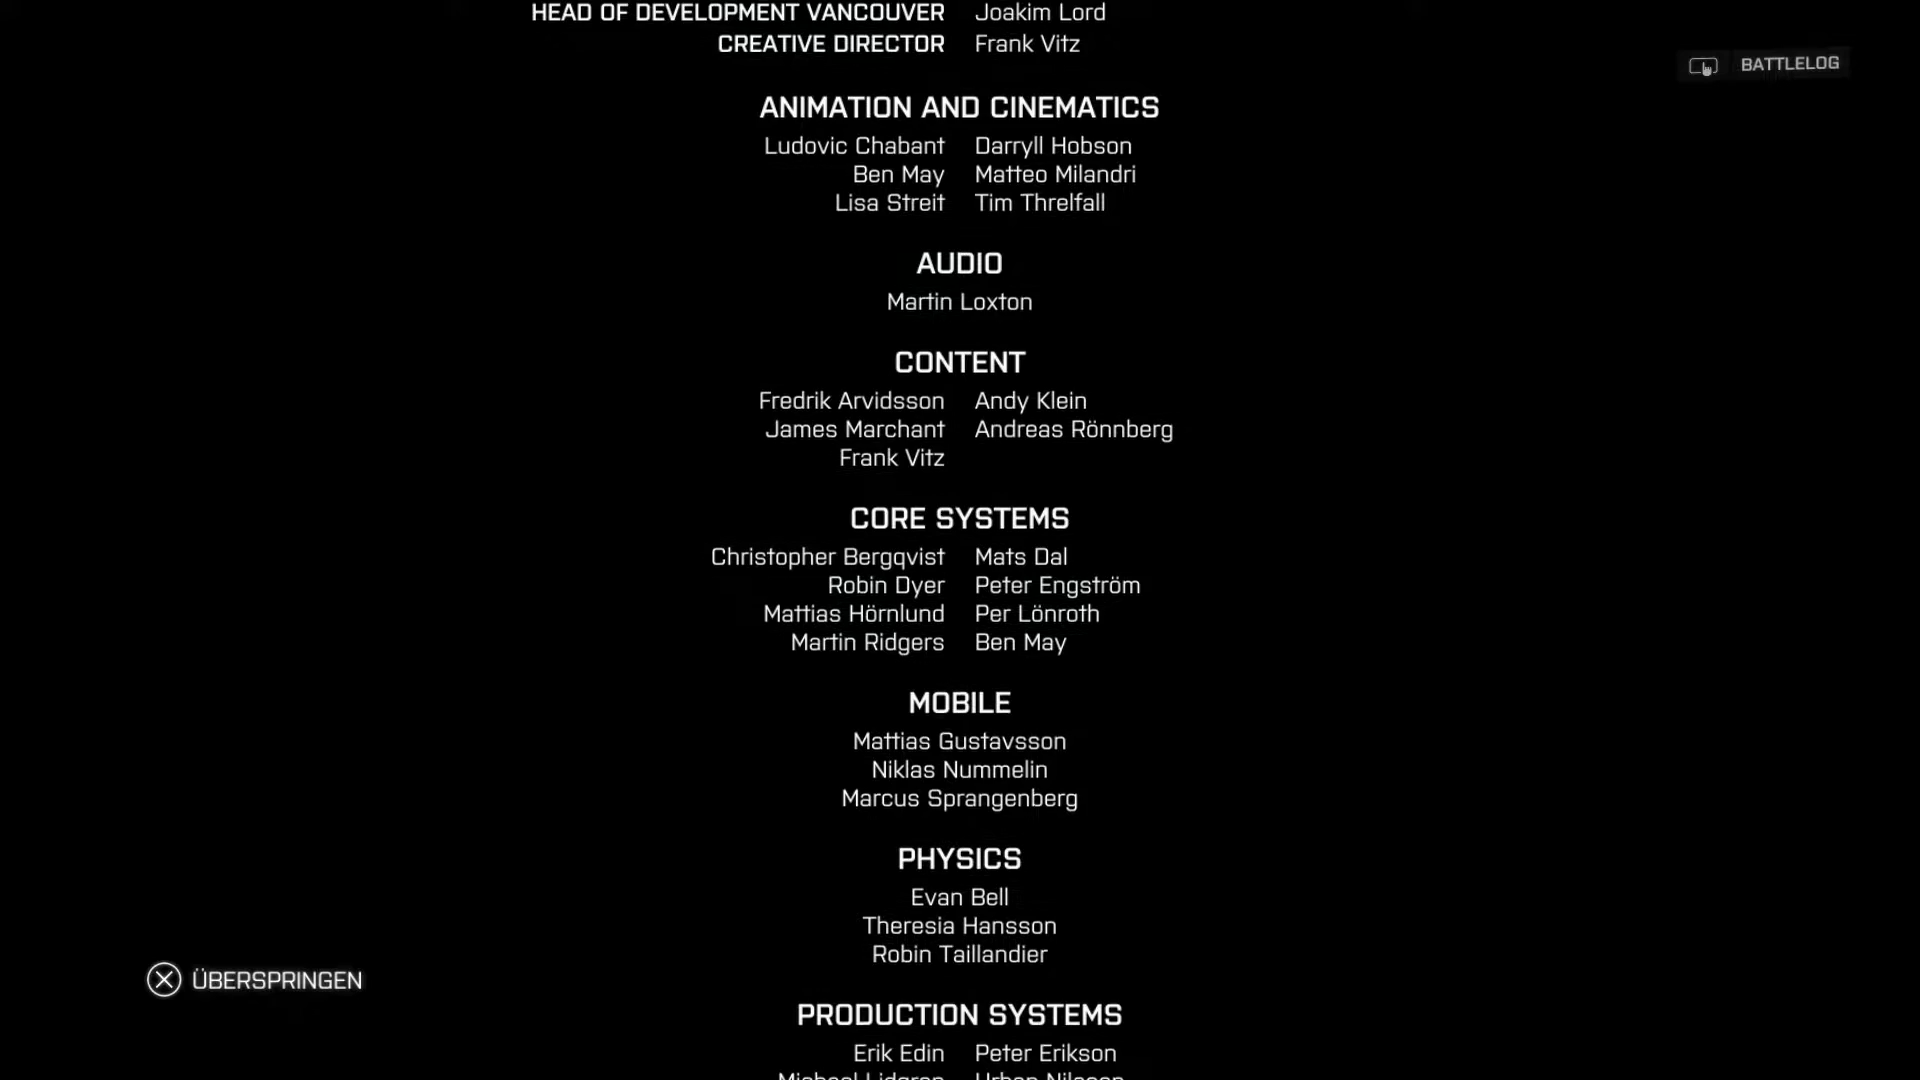 HEAD OF DEVELOPMENT VANCOUVER Joakim Lord
CREATIVE DIRECTOR Frank Vitz
BATTLELOG
ANIMATION AND CINEMATICS
Ludovic Chabant Darryll Hobson
Ben May Matteo Milandri
Lisa Streit Tim Threlfall
AUDIO
Martin Loxton
CONTENT
Fredrik Arvidsson Andy Klein
James Marchant Andreas Rönnberg
Frank Vitz
CORE SYSTEMS
Christopher Bergqvist Mats Dal
Robin Dyer Peter Engström
Mattias Hörnlund Per Lönroth
Martin Ridgers Ben May
MOBILE
Mattias Gustavsson
Niklas Nummelin
Marcus Sprangenberg
PHYSICS
Evan Bell
Theresia Hansson
Robin Taillandier
ÜBERSPRINGEN
PRODUCTION SYSTEMS
Erik Edin Peter Erikson